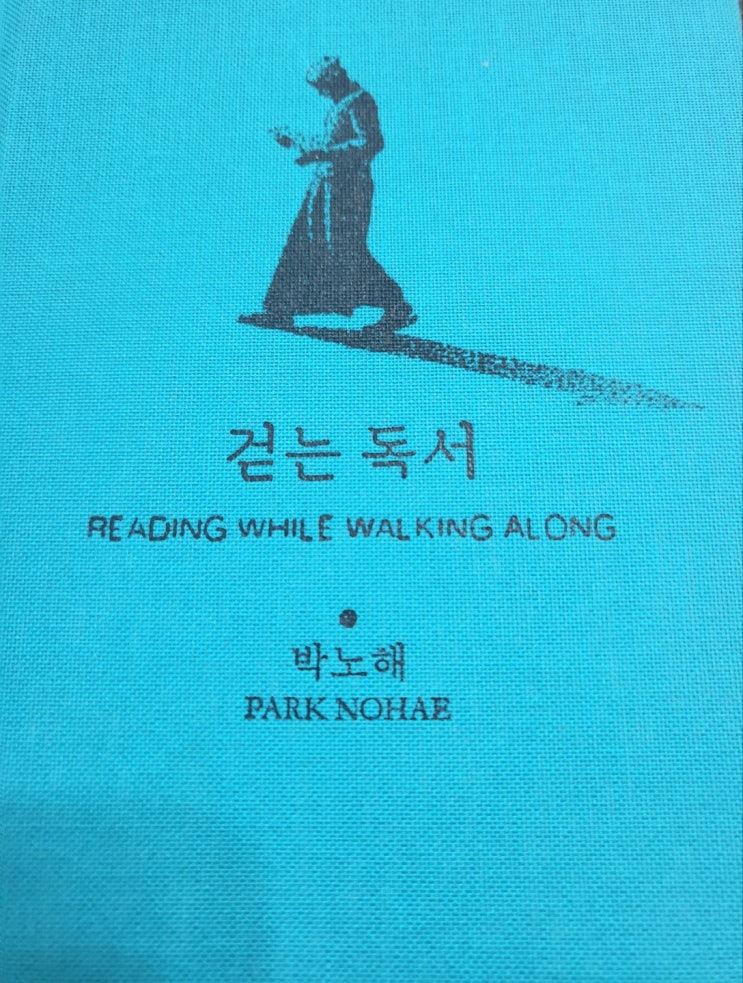 걷는 독서
READING WHILE WALKING ALONG
박노해
PARK NOHAE